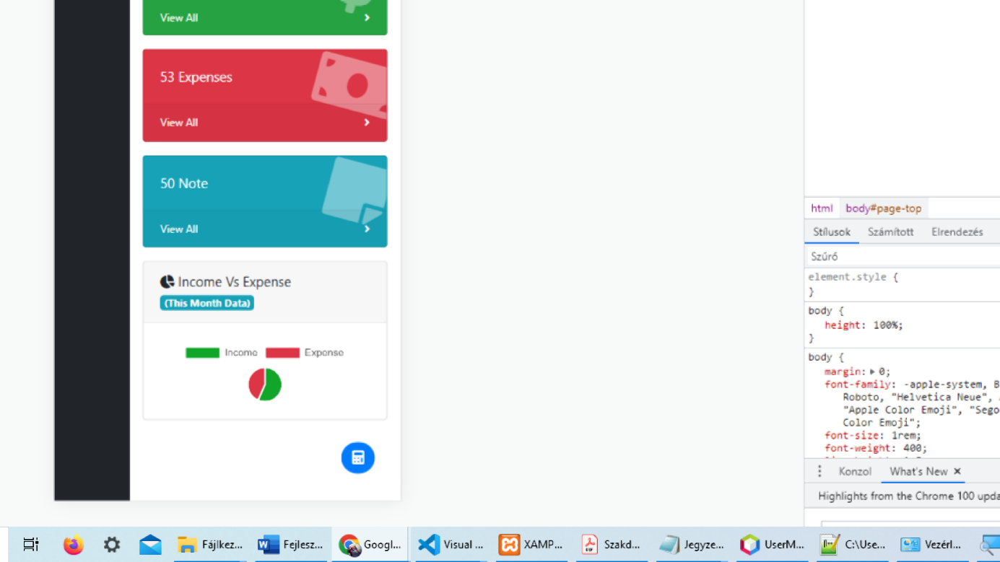 View All
53 Expenses
View All
50 Note
View All
Income Vs Expense
(This Month Data)
Income Expense
html body#page-top
Stílusok Számított Elrendezés
Szűrő
element.style {
}
body {
height: 100%;
}
body {
margin: 0;
font-family: -apple-system, B
Roboto, "Helvetica Neue",
"Apple Color Emoji", "Sego
Color Emoji";
font-size: 1rem;
font-weight: 400;
Konzol What's New ×
Highlights from the Chrome 100 upda
Fájlkez... Fejlesz... Googl... Visual ... XAMP... Szakd... Jegyze... UserM... C:\Use... Vezérl...